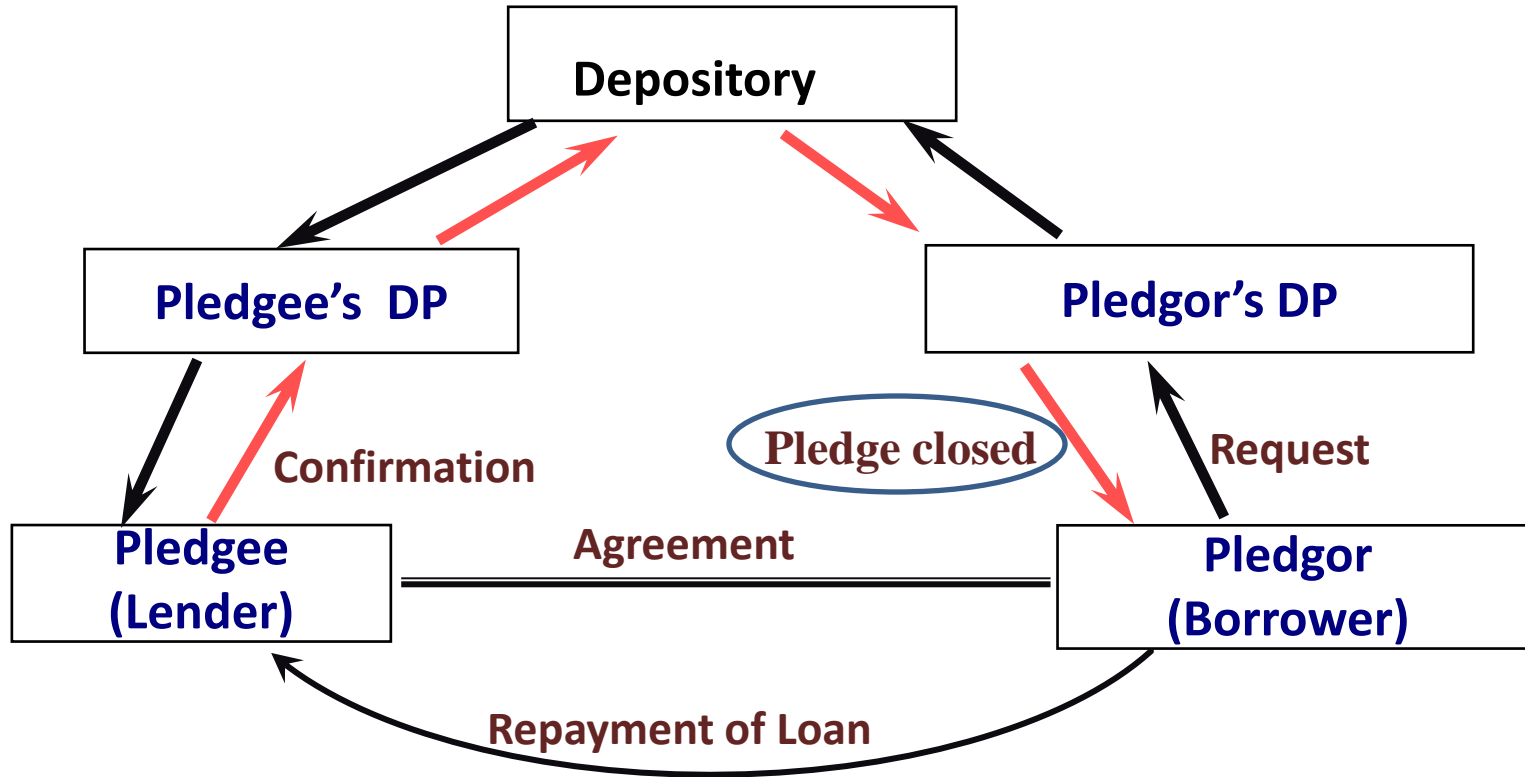 Depository
Pledgee’s DP
Pledgor’s DP
Pledge closed
Request
Confirmation
Agreement
Pledgee
(Lender)
Pledgor
(Borrower)
Repayment of Loan